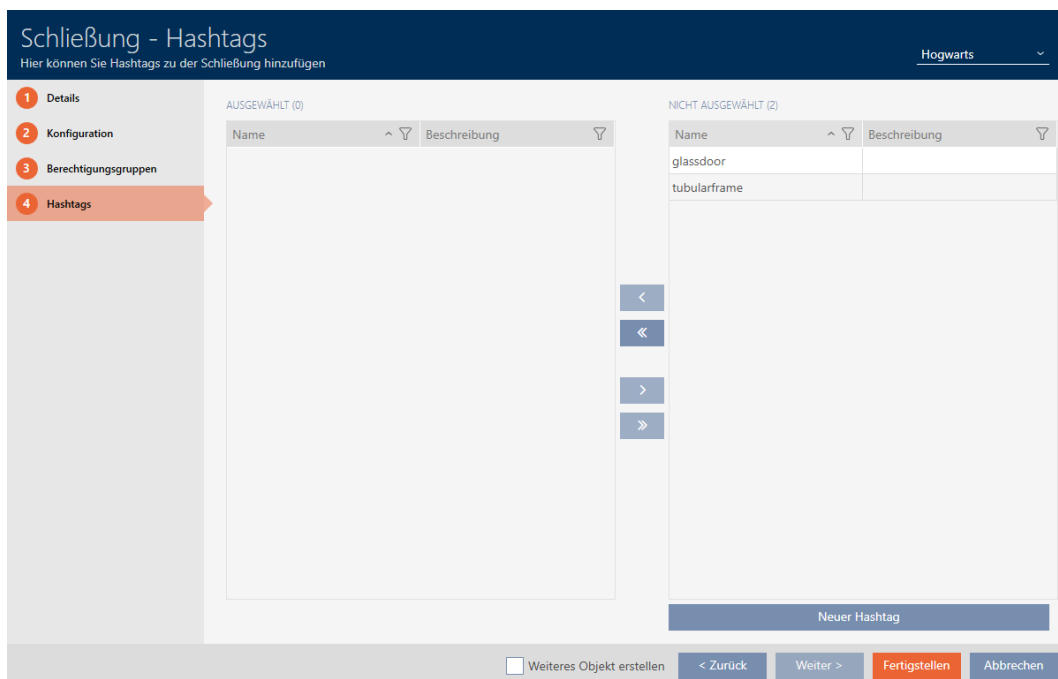 Schließung - Hashtags
Hier können Sie Hashtags zu der Schließung hinzufügen
Hogwarts
1 Details
2 Konfiguration
3 Berechtigungsgruppen
4 Hashtags
AUSGEWÄHLT (0)
Name Beschreibung
NICHT AUSGEWÄHLT (2)
Name Beschreibung
glassdoor
tubularframe
<
«
>
»
Neuer Hashtag
Weiteres Objekt erstellen
< Zurück
Weiter >
Fertigstellen
Abbrechen